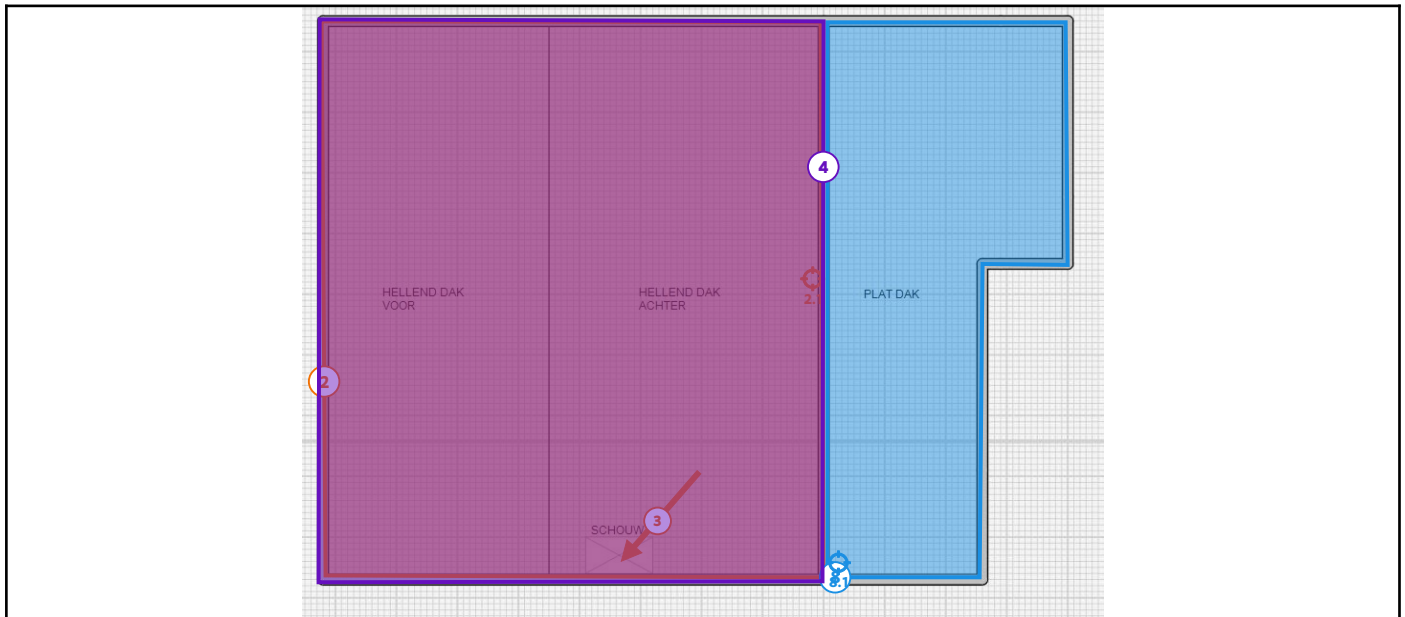 4
2.
HELLEND DAK
VOOR
HELLEND DAK
ACHTER
PLAT DAK
2
SCHOUW
3